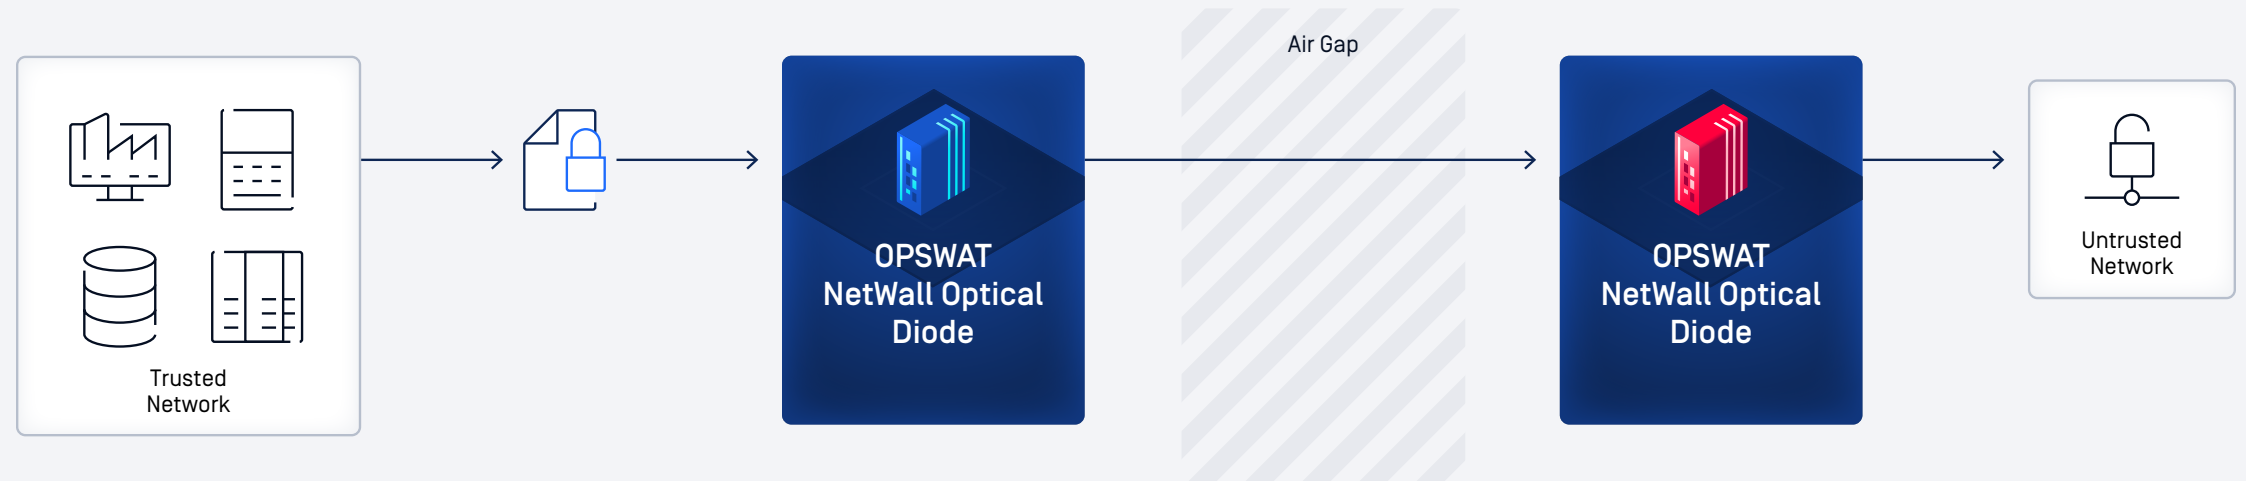 Air Gap
Trusted
Network
OPSWAT
NetWall Optical
Diode
OPSWAT
NetWall Optical
Diode
Untrusted
Network